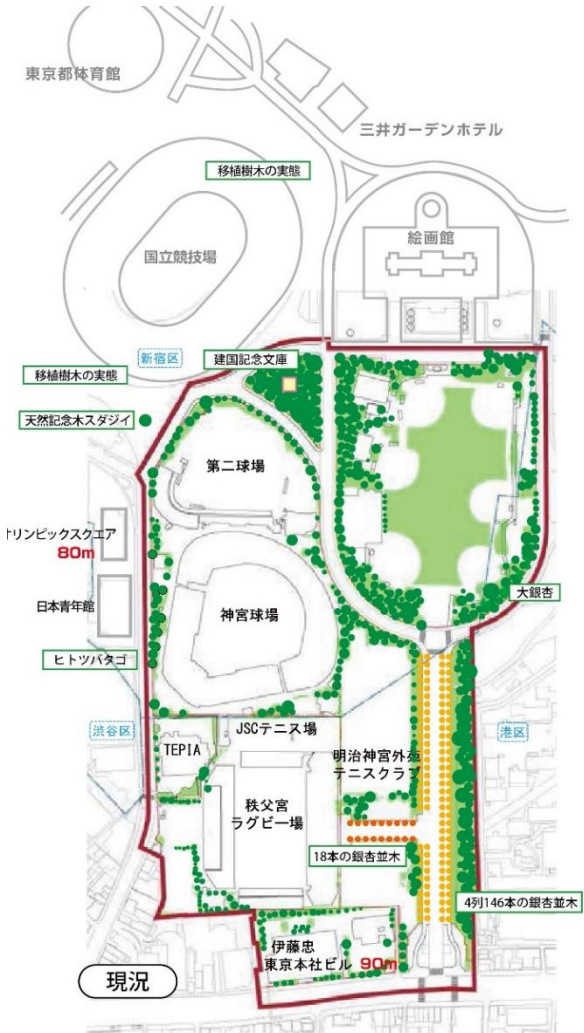 東京都体育館
三井ガーデンホテル
移植樹木の実態
絵画館
国立競技場
新宿区
建国記念文庫
移植樹木の実態
天然記念木スダジイ
第二球場
オリンピックスクエア
80m
日本青年館
神宮球場
大銀杏
ヒトツバタゴ
渋谷区
港区
JSCテニス場
TEPIA
明治神宮外苑
テニスクラブ
秩父宮
ラグビー場
18本の銀杏並木
4列146本の銀杏並木
伊藤忠
東京本社ビル 90m
現況